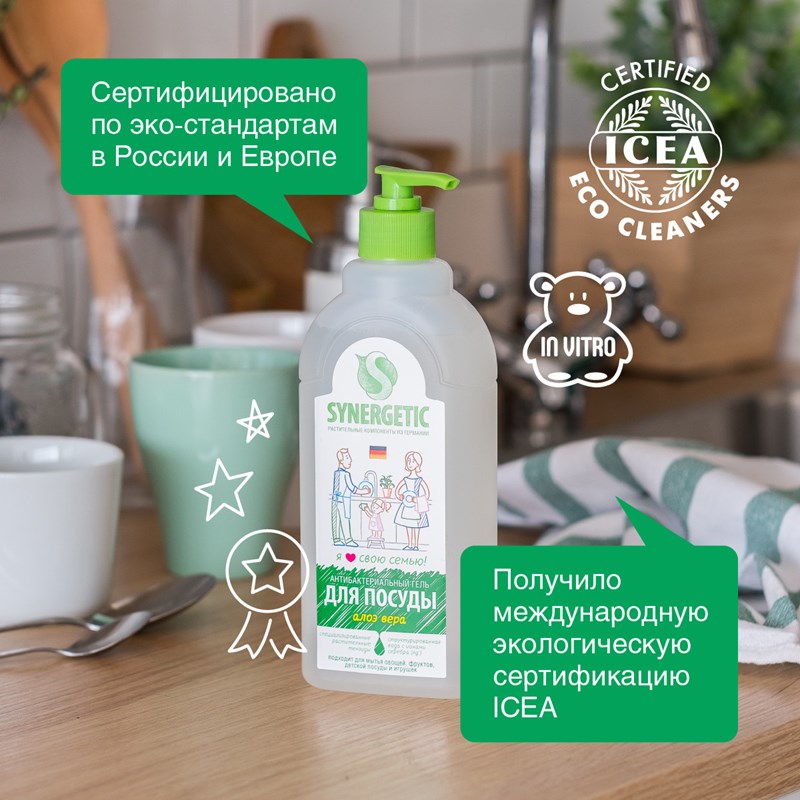 Сертифицировано
по эко-стандартам
в России и Европе
CERTIFIED
ICEA
ECO CLEANERS
IN VITRO
SYNERGETIC
РАСТИТЕЛЬНЫЕ КОМПОНЕНТЫ ИЗ ГЕРМАНИИ
я свою семью!
АНТИБАКТЕРИАЛЬНЫЙ ГЕЛЬ
ДЛЯ ПОСУДЫ
алоэ вера
подходит для мытья овощей, фруктов,
детской посуды и игрушек
Получило
международную
экологическую
сертификацию
ICEA